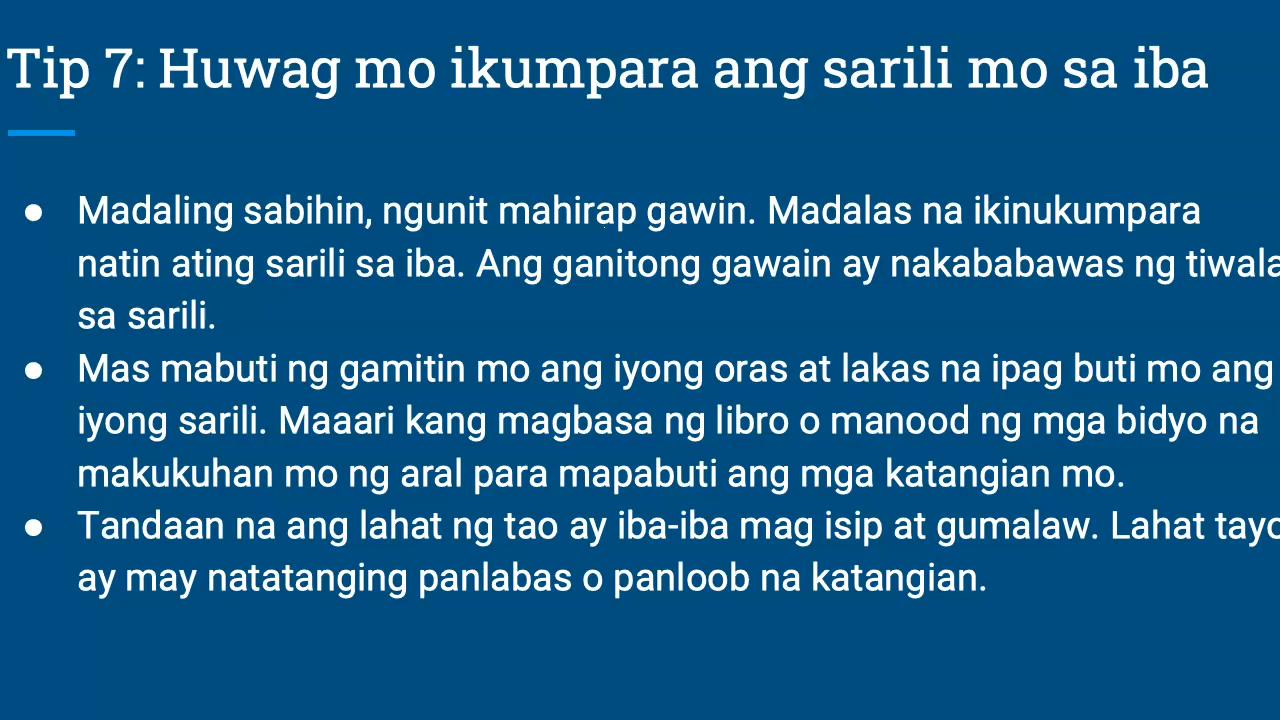 Tip 7: Huwag mo ikumpara ang sarili mo sa iba
● Madaling sabihin, ngunit mahirap gawin. Madalas na ikinukumpara
natin ating sarili sa iba. Ang ganitong gawain ay nakababawas ng tiwala
sa sarili.
● Mas mabuti ng gamitin mo ang iyong oras at lakas na ipag buti mo ang
iyong sarili. Maaari kang magbasa ng libro o manood ng mga bidyo na
makukuhan mo ng aral para mapabuti ang mga katangian mo.
● Tandaan na ang lahat ng tao ay iba-iba mag isip at gumalaw. Lahat tayo
ay may natatanging panlabas o panloob na katangian.